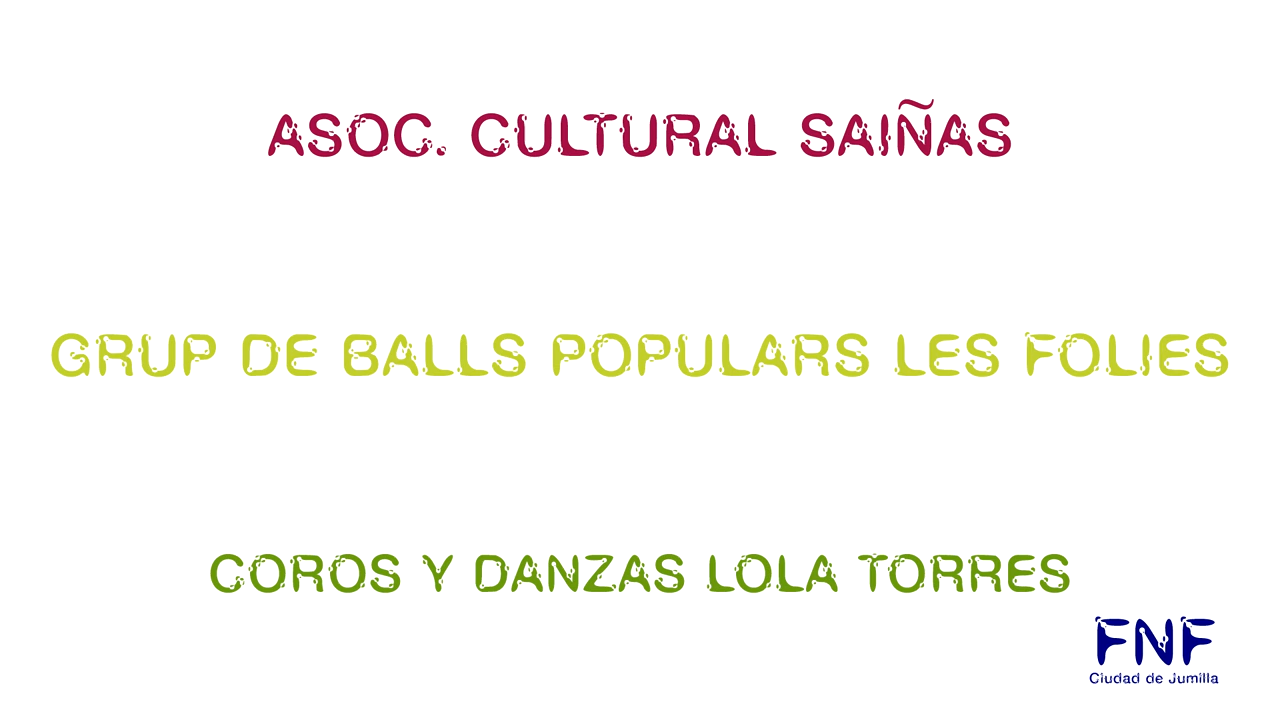 ASOC. CULTURAL SAIÑAS
GRUP DE BALLS POPULARS LES FOLIES
COROS Y DANZAS LOLA TORRES
FNF
Ciudad de Jumilla